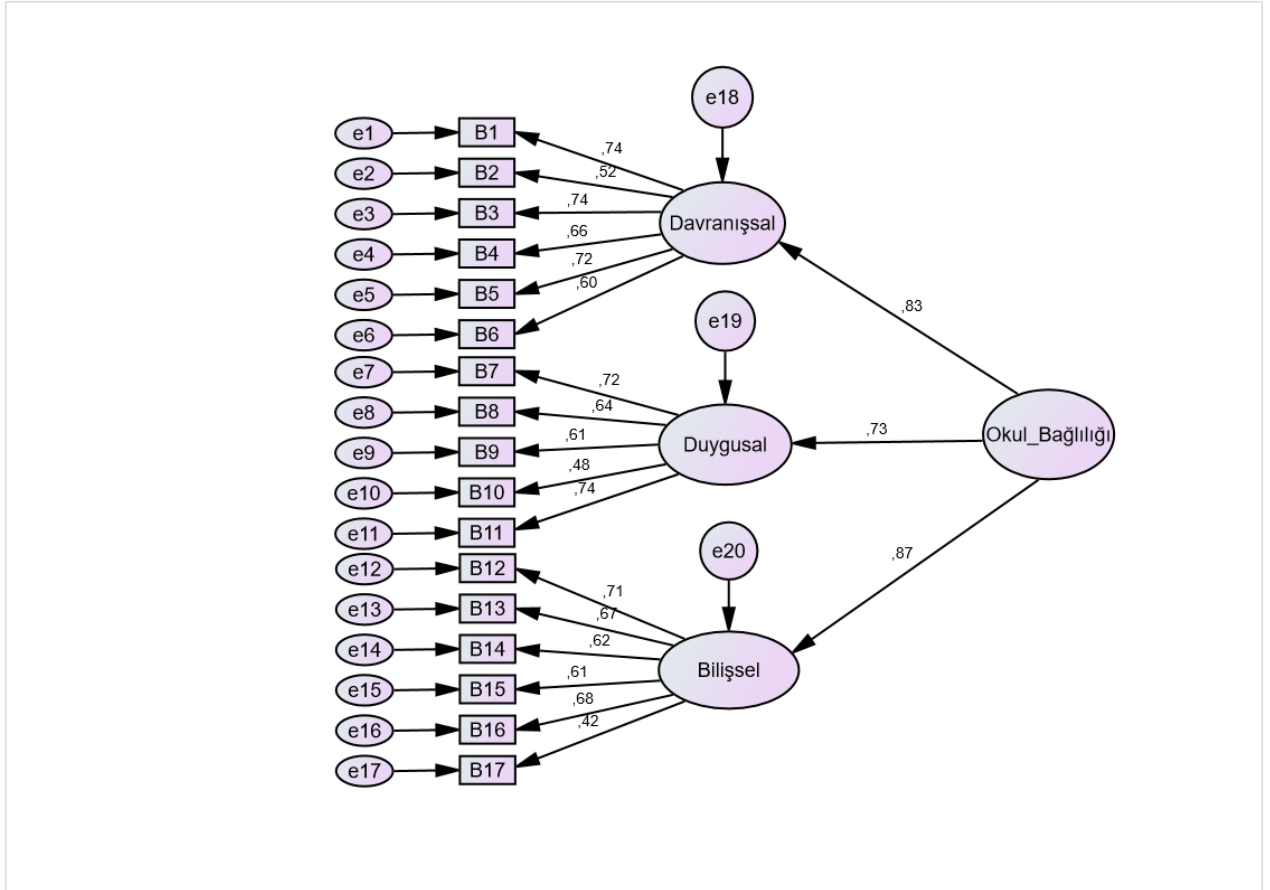 e18
e1
B1
,74
e2
B2
,52
e3
B3
,74
Davranışsal
e4
B4
,66
e5
B5
,72
e6
B6
,60
,83
e19
e7
B7
,72
e8
B8
,64
e9
B9
,61
Duygusal
,73
Okul_Bağlılığı
e10
B10
,48
e11
B11
,74
e20
,87
e12
B12
,71
e13
B13
,67
e14
B14
,62
Bilişsel
e15
B15
,61
e16
B16
,68
e17
B17
,42